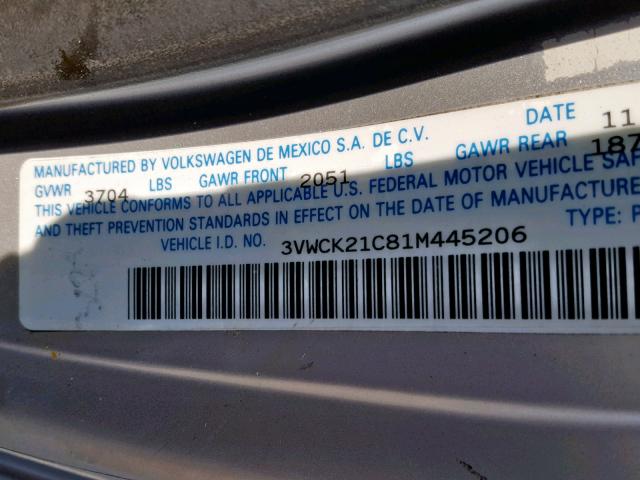 MANUFACTURED BY VOLKSWAGEN DE MEXICO S.A. DE C.V. DATE 11
GVWR 3704 LBS GAWR FRONT 2051 LBS GAWR REAR 187
THIS VEHICLE CONFORMS TO ALL APPLICABLE U.S. FEDERAL MOTOR VEHICLE SAF
AND THEFT PREVENTION STANDARDS IN EFFECT ON THE DATE OF MANUFACTURE
VEHICLE I.D. NO. 3VWCK21C81M445206 TYPE: P